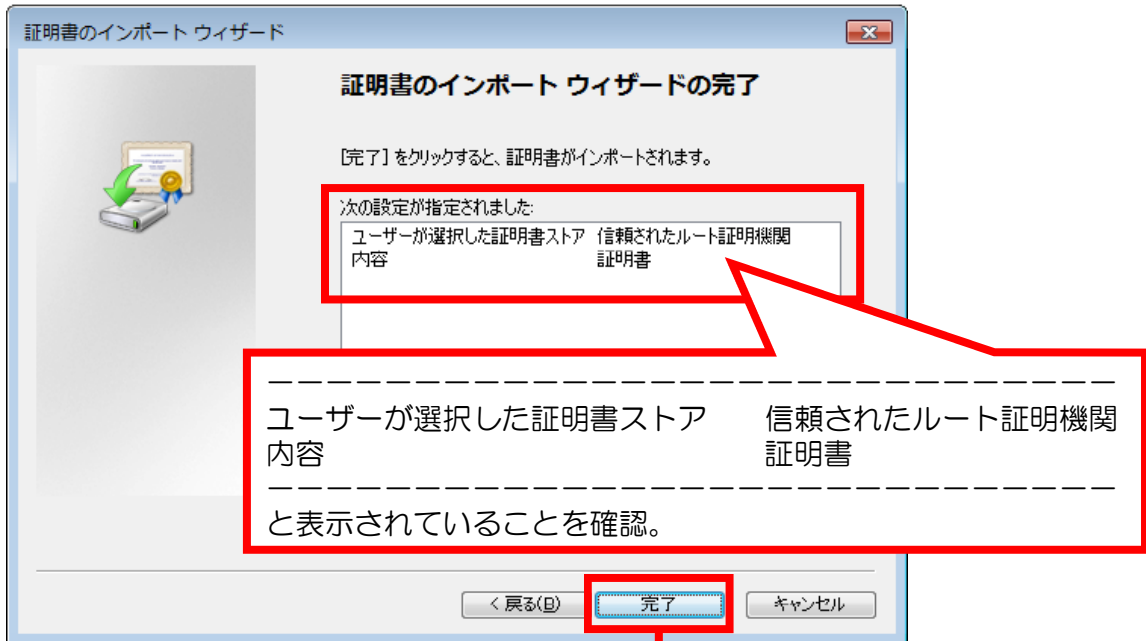 証明書のインポート ウィザード
証明書のインポート ウィザードの完了
[完了] をクリックすると、証明書がインポートされます。
次の設定が指定されました:
ユーザーが選択した証明書ストア 信頼されたルート証明機関
内容 証明書
ーーーーーーーーーーーーーーーーーーーーーーーーーーーーー
ユーザーが選択した証明書ストア 信頼されたルート証明機関
内容 証明書
ーーーーーーーーーーーーーーーーーーーーーーーーーーーーー
と表示されていることを確認。
< 戻る(B) 完了 キャンセル